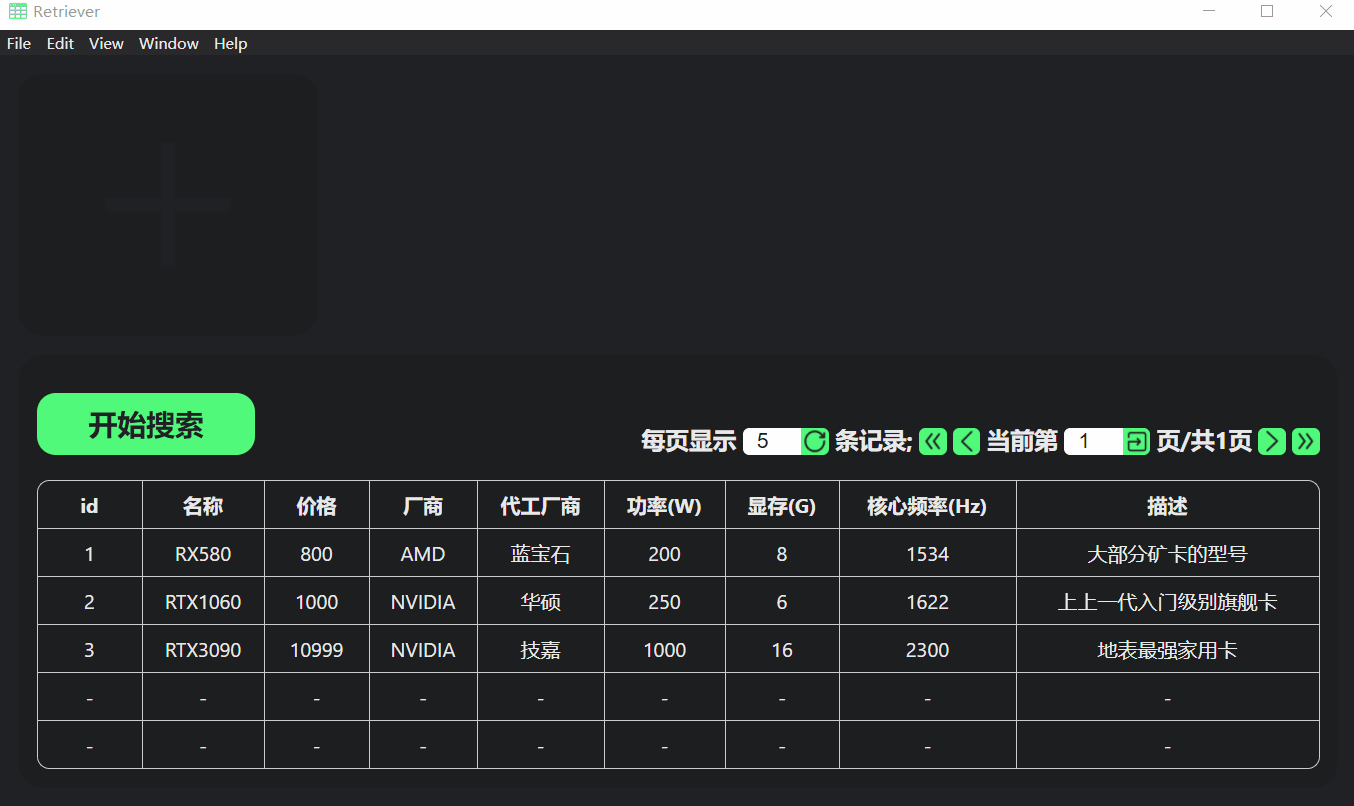 Retriever
File Edit View Window Help
开始搜索
每页显示 5 条记录; 当前第 1 页/共1页
id 名称 价格 厂商 代工厂商 功率(W) 显存(G) 核心频率(Hz) 描述
1 RX580 800 AMD 蓝宝石 200 8 1534 大部分矿卡的型号
2 RTX1060 1000 NVIDIA 华硕 250 6 1622 上上一代入门级别旗舰卡
3 RTX3090 10999 NVIDIA 技嘉 1000 16 2300 地表最强家用卡
- - - - - - - - -
- - - - - - - - -